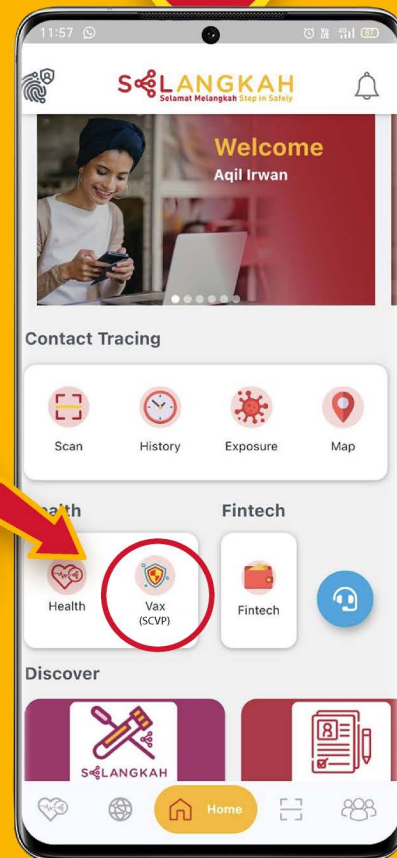 11:57
87
SELANGKAH
Selamat Melangkah Step in Safely
Welcome
Aqil Irwan
Contact Tracing
Scan
History
Exposure
Map
Fintech
Health
Vax
(SCVP)
Fintech
Discover
SELANGKAH
Home